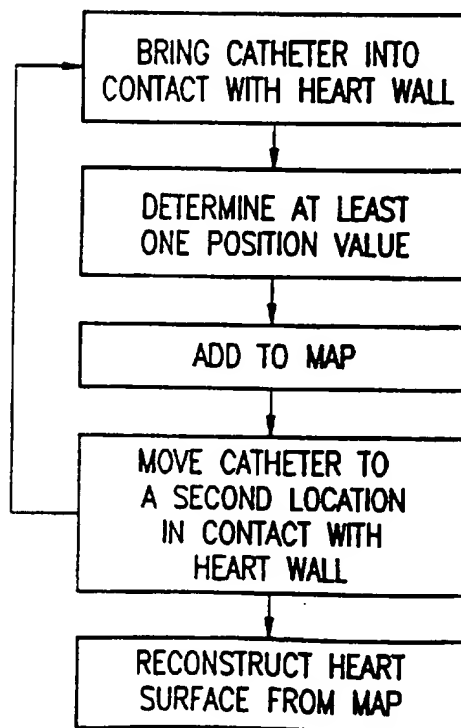 BRING CATHETER INTO
CONTACT WITH HEART WALL
DETERMINE AT LEAST
ONE POSITION VALUE
ADD TO MAP
MOVE CATHETER TO
A SECOND LOCATION
IN CONTACT WITH
HEART WALL
RECONSTRUCT HEART
SURFACE FROM MAP